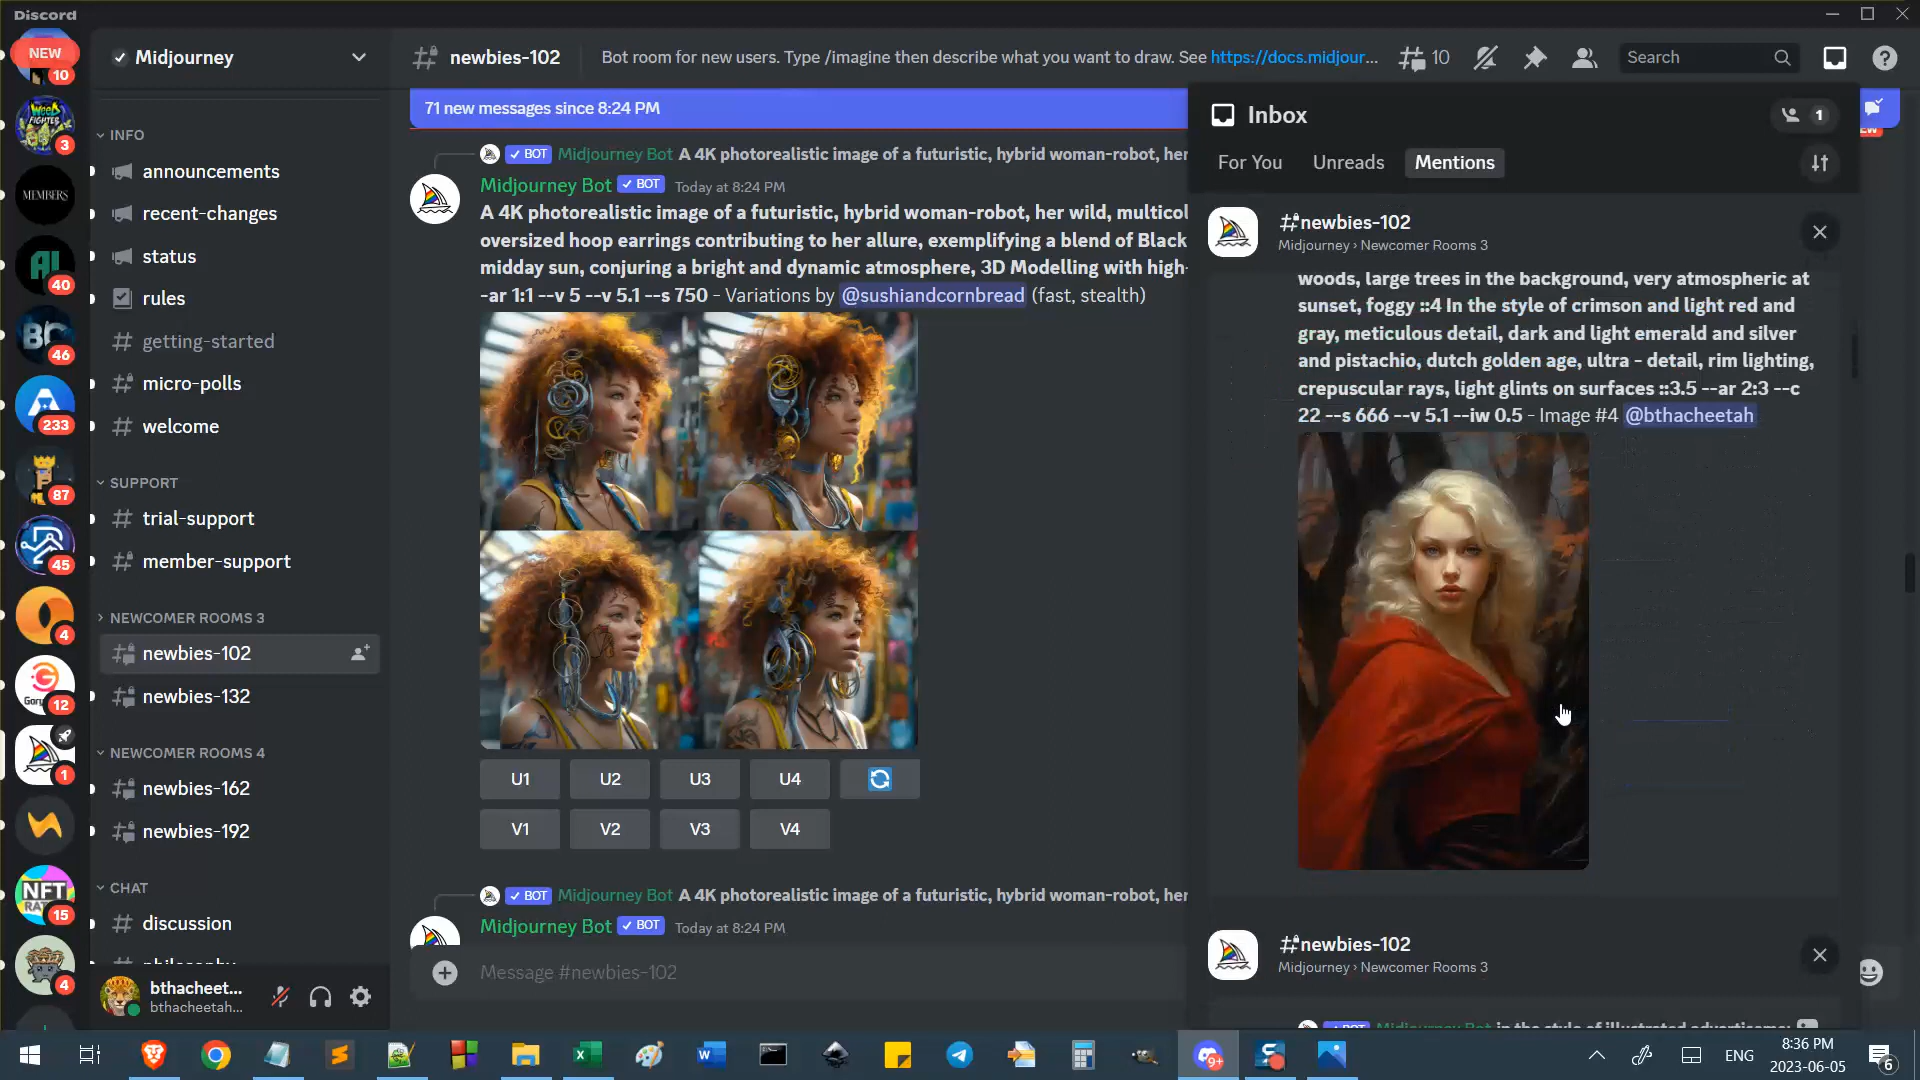 Discord
NEW
10
3
MEMBERS
40
46
233
87
45
4
12
1
NFT
15
4
Midjourney
INFO
announcements
recent-changes
status
rules
getting-started
micro-polls
welcome
SUPPORT
trial-support
member-support
NEWCOMER ROOMS 3
newbies-102
newbies-132
NEWCOMER ROOMS 4
newbies-162
newbies-192
CHAT
discussion
philosophy
bthacheet...
bthacheetah...
newbies-102
Bot room for new users. Type /imagine then describe what you want to draw. See https://docs.midjour...
10
Search
71 new messages since 8:24 PM
BOT Midjourney Bot A 4K photorealistic image of a futuristic, hybrid woman-robot, her
Midjourney Bot BOT Today at 8:24 PM
A 4K photorealistic image of a futuristic, hybrid woman-robot, her wild, multicol
oversized hoop earrings contributing to her allure, exemplifying a blend of Black
midday sun, conjuring a bright and dynamic atmosphere, 3D Modelling with high-
-ar 1:1 --v 5 --v 5.1 --s 750 - Variations by @sushiandcornbread (fast, stealth)
U1 U2 U3 U4
V1 V2 V3 V4
BOT Midjourney Bot A 4K photorealistic image of a futuristic, hybrid woman-robot, her
Midjourney Bot BOT Today at 8:24 PM
Message #newbies-102
Inbox
1
For You Unreads Mentions
#newbies-102
Midjourney › Newcomer Rooms 3
woods, large trees in the background, very atmospheric at
sunset, foggy ::4 In the style of crimson and light red and
gray, meticulous detail, dark and light emerald and silver
and pistachio, dutch golden age, ultra - detail, rim lighting,
crepuscular rays, light glints on surfaces ::3.5 --ar 2:3 --c
22 --s 666 --v 5.1 --iw 0.5 - Image #4 @bthacheetah
#newbies-102
Midjourney › Newcomer Rooms 3
BOT Midjourney Bot in the style of illustrated advertisems:
9+
ENG
8:36 PM
2023-06-05
6